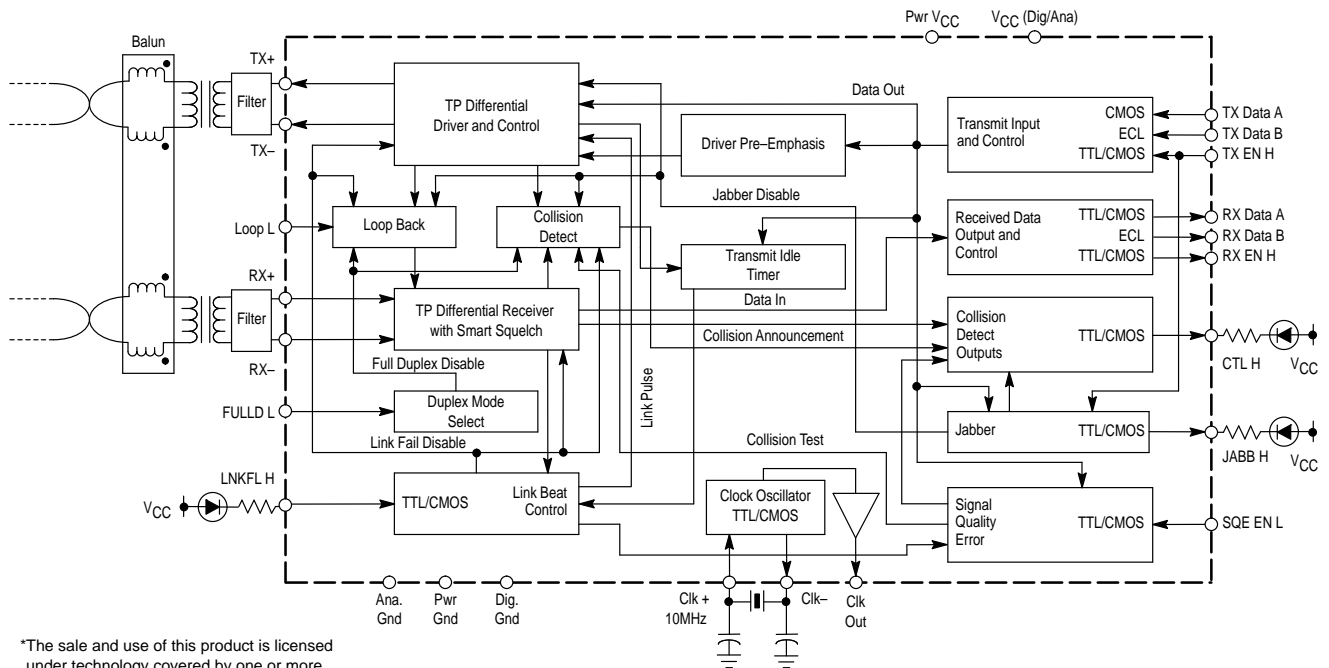 Pwr VCC
VCC (Dig/Ana)
Balun
TX+
Filter
TX–
TP Differential
Driver and Control
Data Out
Driver Pre–Emphasis
Transmit Input
and Control
CMOS
ECL
TTL/CMOS
TX Data A
TX Data B
TX EN H
Jabber Disable
Loop L
Loop Back
Collision
Detect
Transmit Idle
Timer
Received Data
Output and
Control
TTL/CMOS
ECL
TTL/CMOS
RX Data A
RX Data B
RX EN H
RX+
Filter
RX–
TP Differential Receiver
with Smart Squelch
Data In
Collision Announcement
Collision
Detect
Outputs
TTL/CMOS
CTL H
VCC
Full Duplex Disable
FULLD L
Duplex Mode
Select
Link Pulse
Jabber
TTL/CMOS
JABB H
VCC
Link Fail Disable
Collision Test
LNKFL H
VCC
TTL/CMOS
Link Beat
Control
Clock Oscillator
TTL/CMOS
Signal
Quality
Error
TTL/CMOS
SQE EN L
Ana.
Gnd
Pwr
Gnd
Dig.
Gnd
Clk +
10MHz
Clk–
Clk
Out
*The sale and use of this product is licensed
under technology covered by one or more